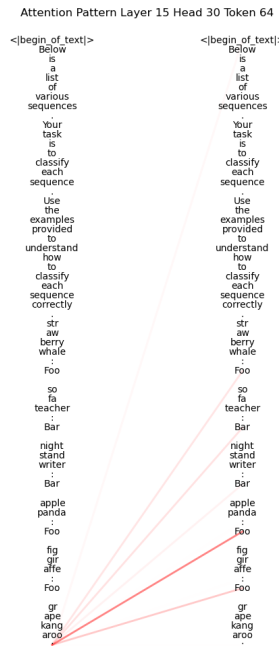 Attention Pattern Layer 15 Head 30 Token 64
<|begin_of_text|>
Below
is
a
list
of
various
sequences
.
Your
task
is
to
classify
each
sequence
.
Use
the
examples
provided
to
understand
how
to
classify
each
sequence
correctly
.
str
aw
berry
whale
:
Foo
so
fa
teacher
:
Bar
night
stand
writer
:
Bar
apple
panda
:
Foo
fig
gir
affe
:
Foo
gr
ape
kang
aroo
:
<|begin_of_text|
Below
is
a
list
of
various
sequences
.
Your
task
is
to
classify
each
sequence
.
Use
the
examples
provided
to
understand
how
to
classify
each
sequence
correctly
.
str
aw
berry
whale
:
Foo
so
fa
teacher
:
Bar
night
stand
writer
:
Bar
apple
panda
:
Foo
fig
gir
affe
:
Foo
gr
ape
kang
aroo
: